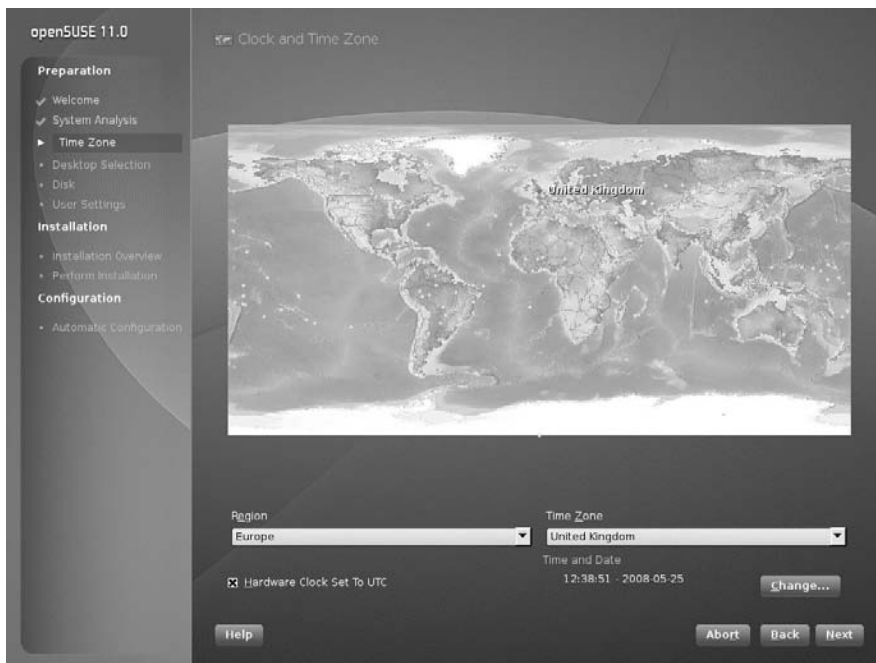 openSUSE 11.0
Clock and Time Zone
Preparation
Welcome
System Analysis
Time Zone
Desktop Selection
Disk
User Settings
Installation
Installation Overview
Perform Installation
Configuration
Automatic Configuration
United Kingdom
Region
Europe
Time Zone
United Kingdom
Hardware Clock Set To UTC
Time and Date
12:38:51 - 2008-05-25
Change...
Help
Abort
Back
Next